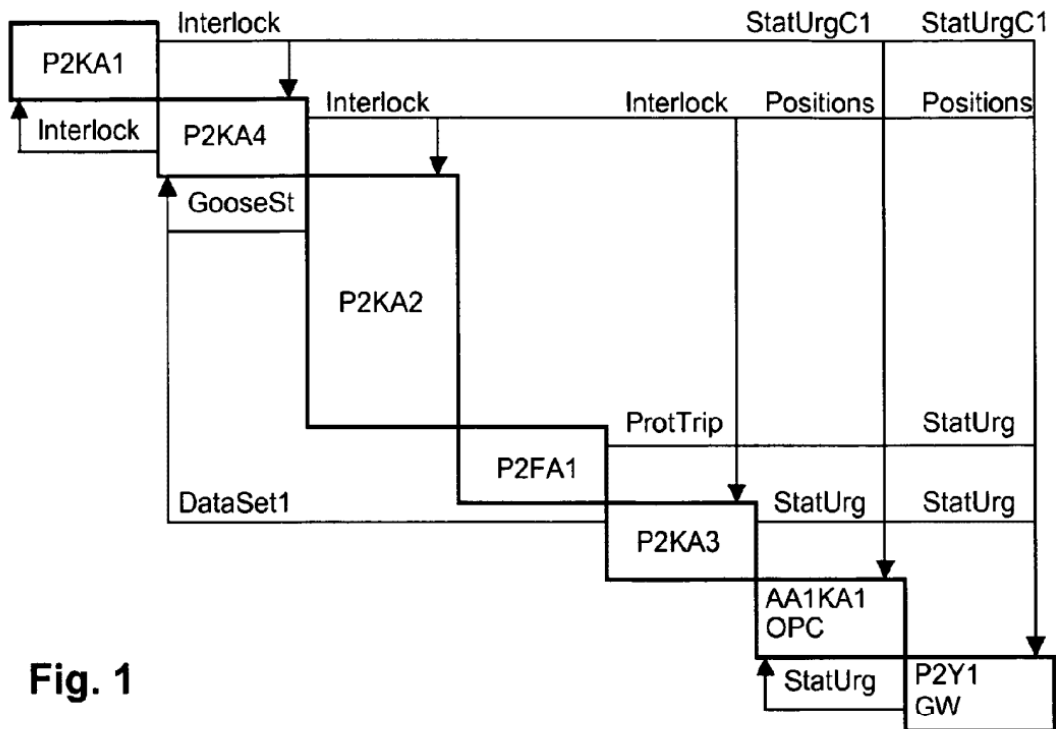 Interlock StatUrgC1 StatUrgC1
P2KA1
Interlock Interlock Positions Positions
Interlock
P2KA4
GooseSt
P2KA2
ProtTrip StatUrg
P2FA1
DataSet1 StatUrg StatUrg
P2KA3
AA1KA1
OPC
StatUrg
P2Y1
GW
Fig. 1